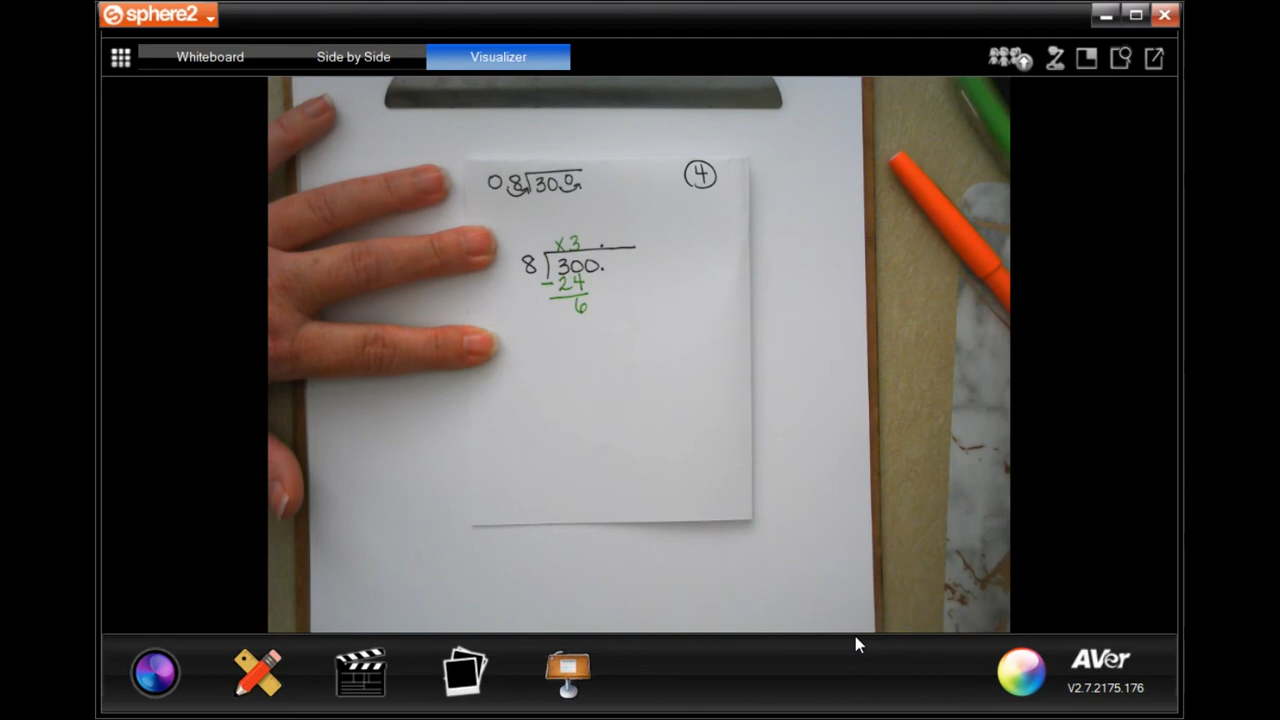 sphere2
Whiteboard Side by Side Visualizer
0.8⟌30 0 4
x3 .
8⟌300.
-24
6
AVer
V2.7.2175.176